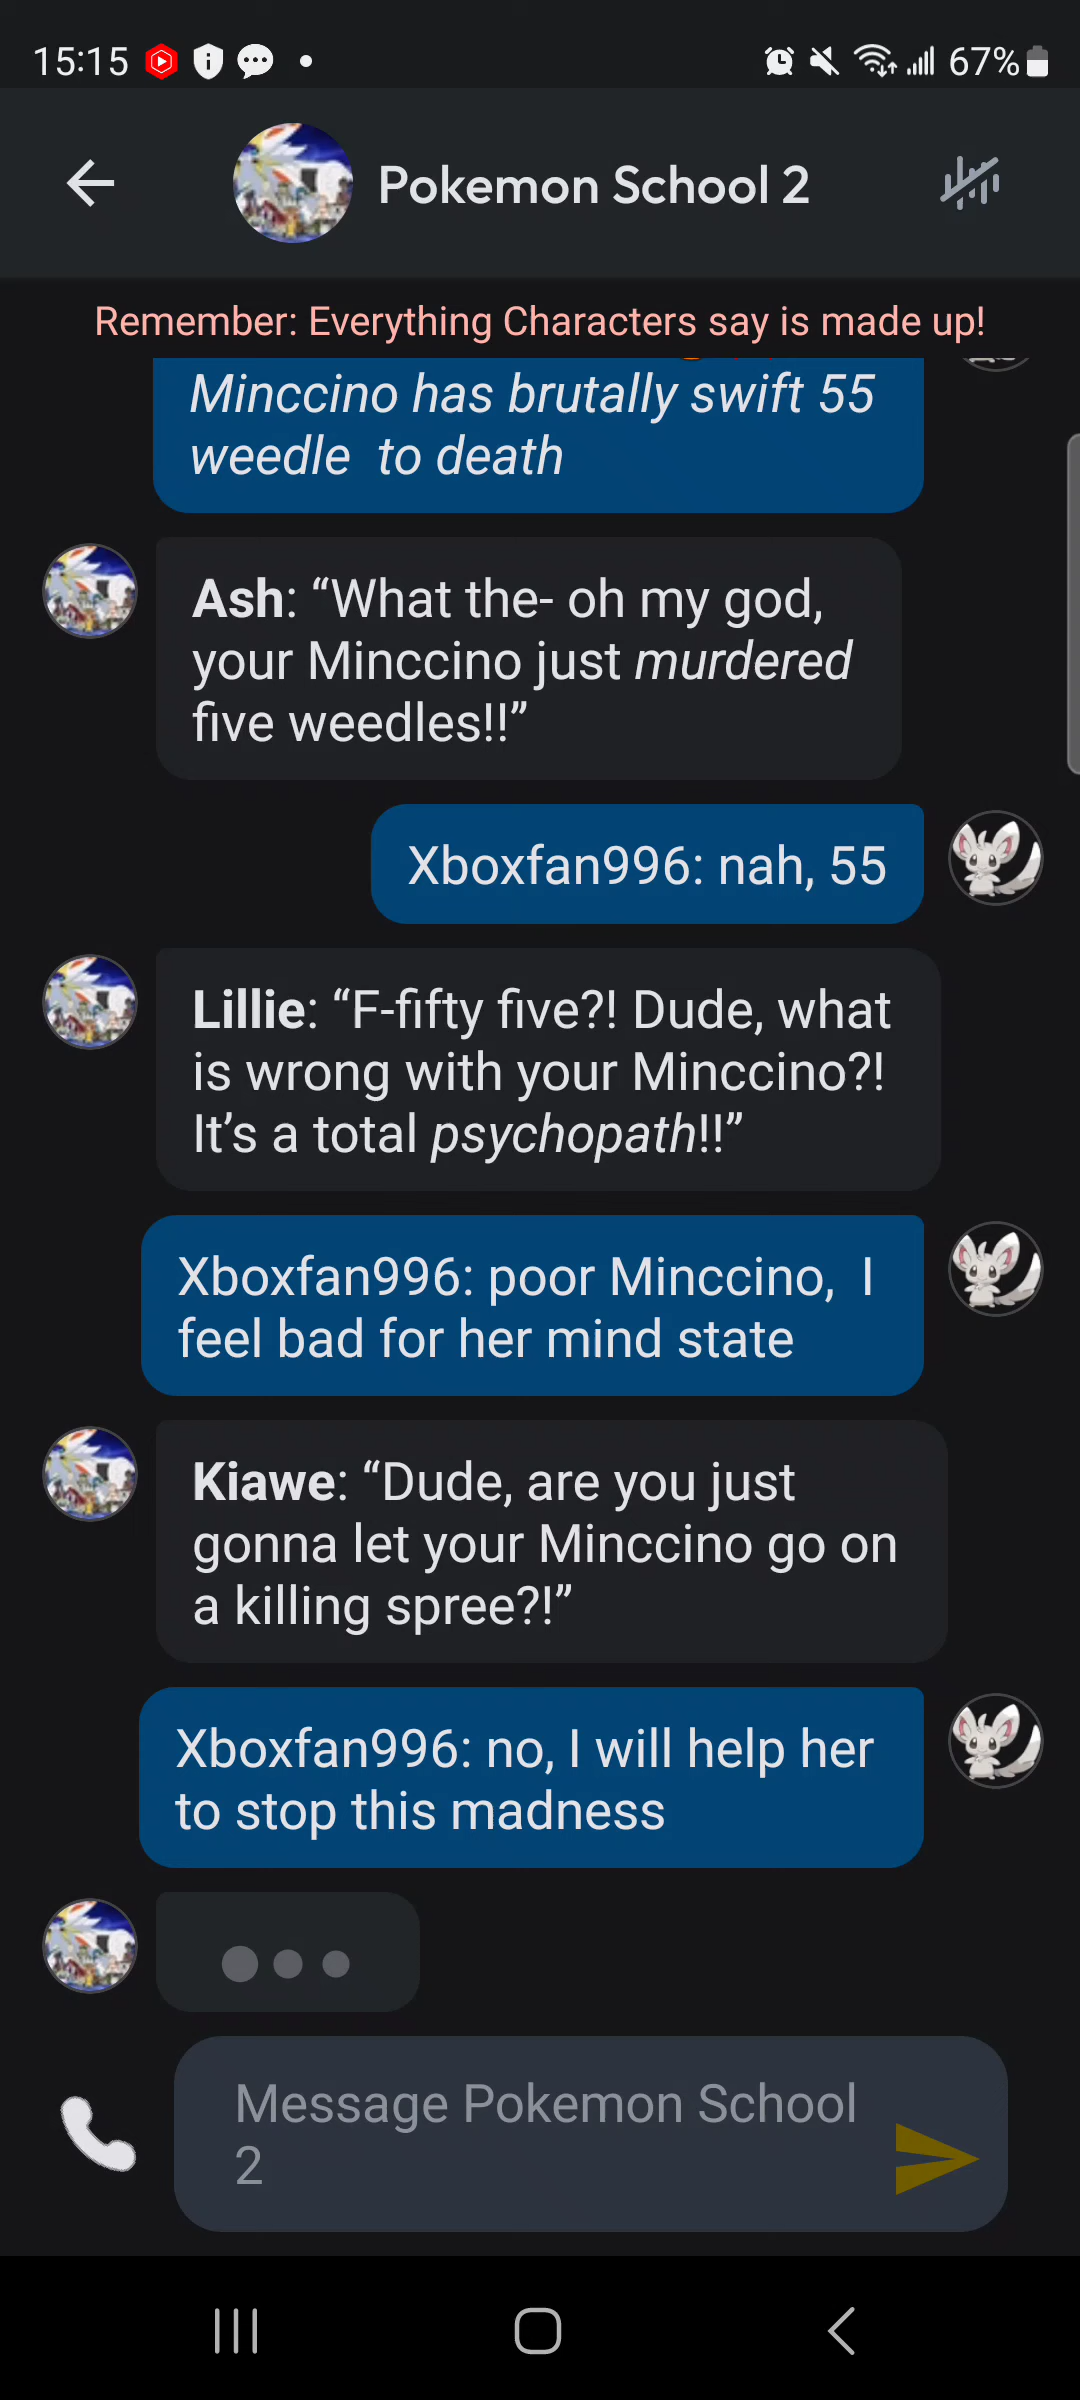 15:15
67%
Pokemon School 2
Remember: Everything Characters say is made up!
Minccino has brutally swift 55
weedle  to death
Ash: “What the- oh my god,
your Minccino just murdered
five weedles!!”
Xboxfan996: nah, 55
Lillie: “F-fifty five?! Dude, what
is wrong with your Minccino?!
It’s a total psychopath!!”
Xboxfan996: poor Minccino,  I
feel bad for her mind state
Kiawe: “Dude, are you just
gonna let your Minccino go on
a killing spree?!”
Xboxfan996: no, I will help her
to stop this madness
Message Pokemon School
2